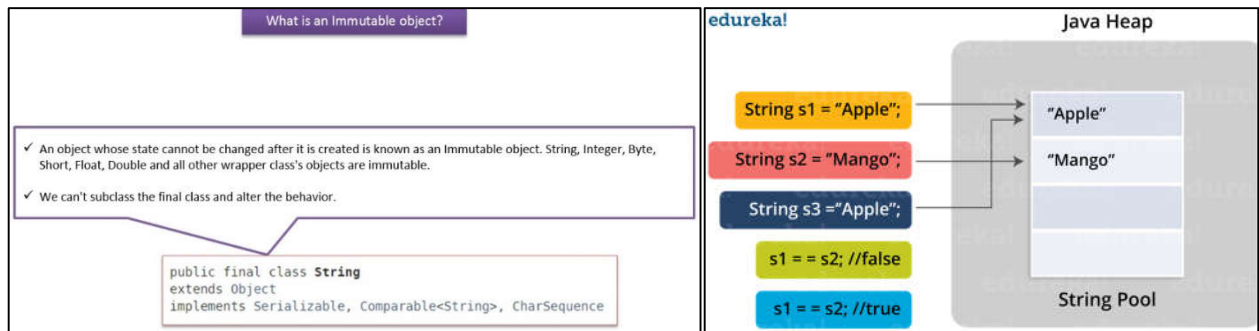 What is an Immutable object?
✓ An object whose state cannot be changed after it is created is known as an Immutable object. String, Integer, Byte,
Short, Float, Double and all other wrapper class's objects are immutable.
✓ We can't subclass the final class and alter the behavior.
public final class String
extends Object
implements Serializable, Comparable<String>, CharSequence
edureka!
Java Heap
String s1 = "Apple";
String s2 = "Mango";
String s3 ="Apple";
s1 = = s2; //false
s1 = = s2; //true
"Apple"
"Mango"
String Pool